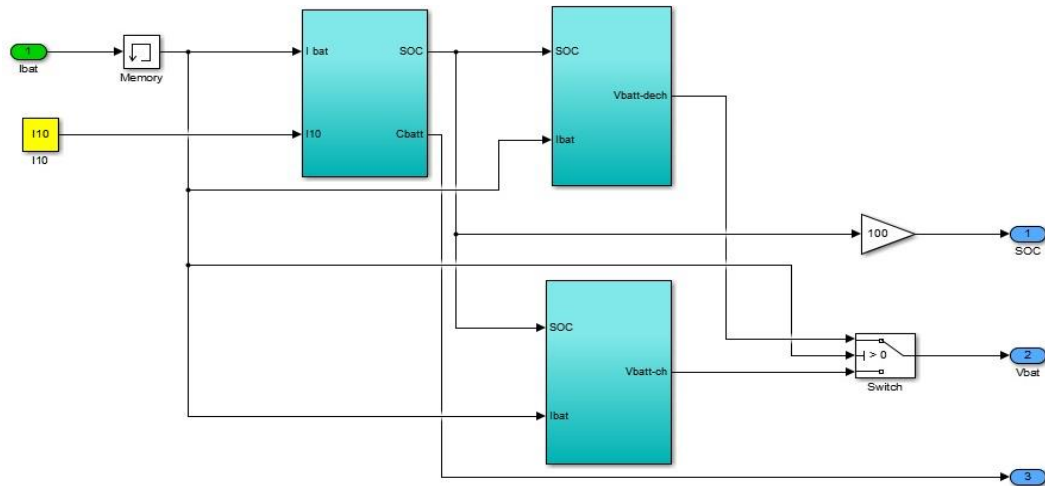 1
Ibat
Memory
I10
I10
I bat
SOC
I10
Cbatt
SOC
Vbatt-dech
Ibat
100
1
SOC
SOC
Vbatt-ch
Ibat
> 0
Switch
2
Vbat
3